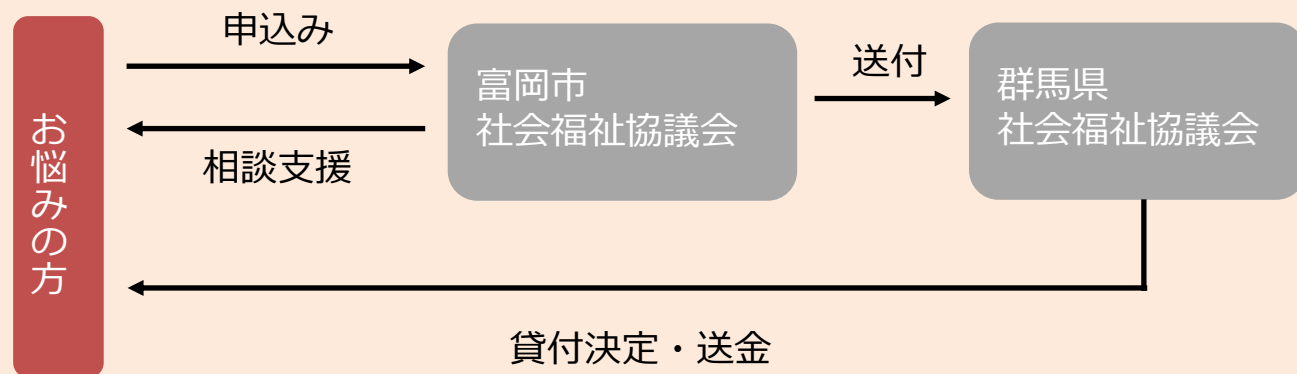 お悩みの方
申込み
相談支援
富岡市
社会福祉協議会
送付
群馬県
社会福祉協議会
貸付決定・送金